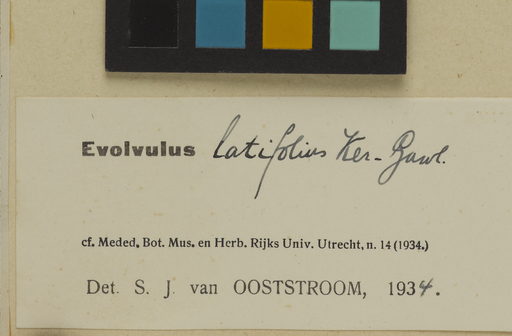 Evolvulus latifolius Ker-Gawl.
cf. Meded. Bot. Mus. en Herb. Rijks Univ. Utrecht, n. 14 (1934.)
Det. S. J. van OOSTSTROOM, 1934.